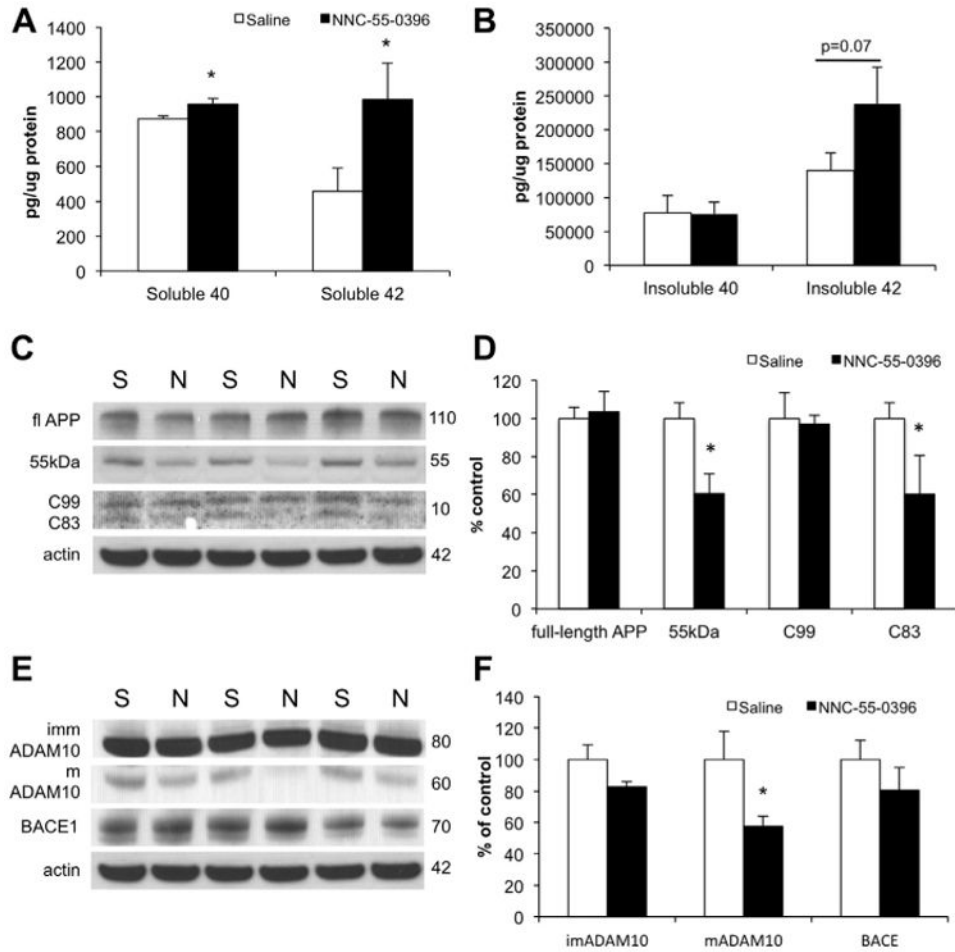 A
Saline
NNC-55-0396
1400
1200
1000
800
600
400
200
0
pg/ug protein
*
*
Soluble 40
Soluble 42
B
350000
300000
250000
200000
150000
100000
50000
0
pg/ug protein
p=0.07
Insoluble 40
Insoluble 42
C
S N S N S N
fl APP 110
55kDa 55
C99
C83
10
actin 42
D
Saline
NNC-55-0396
120
100
80
60
40
20
0
% control
*
*
full-length APP
55kDa
C99
C83
E
S N S N S N
imm
ADAM10
80
m
ADAM10
60
BACE1 70
actin 42
F
Saline
NNC-55-0396
140
120
100
80
60
40
20
0
% of control
*
imADAM10
mADAM10
BACE